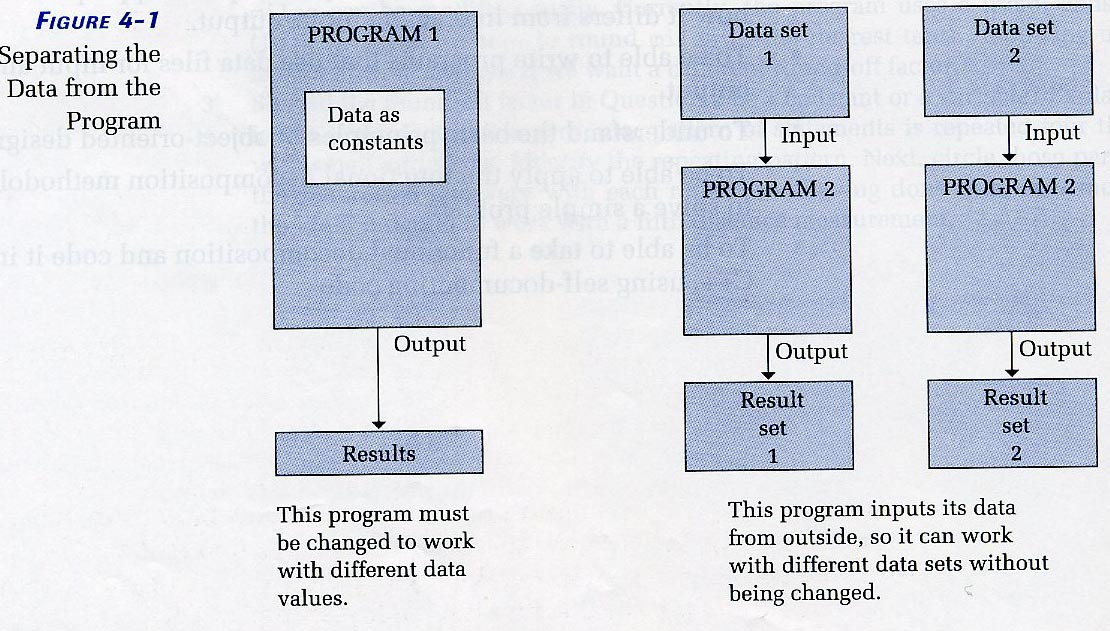 FIGURE 4-1
Separating the
Data from the
Program
PROGRAM 1
Data as
constants
Output
Results
This program must
be changed to work
with different data
values.
Data set
1
Input
PROGRAM 2
Output
Result
set
1
Data set
2
Input
PROGRAM 2
Output
Result
set
2
This program inputs its data
from outside, so it can work
with different data sets without
being changed.